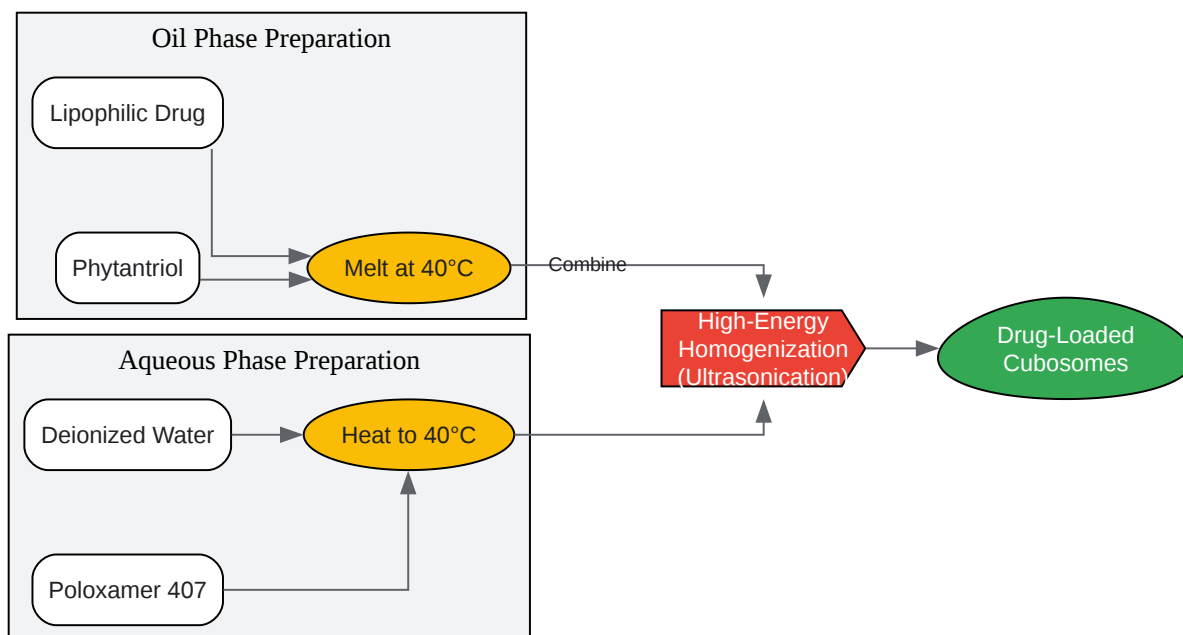 Oil Phase Preparation
Lipophilic Drug
Phytantriol
Melt at 40°C
Combine
Aqueous Phase Preparation
Deionized Water
Heat to 40°C
Poloxamer 407
High-Energy
Homogenization
(Ultrasonication)
Drug-Loaded
Cubosomes